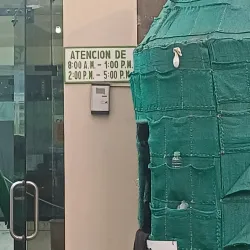 ATENCION DE
8:00 A.M. - 1:00 P.M.
2:00 P.M. - 5:00 P.M.